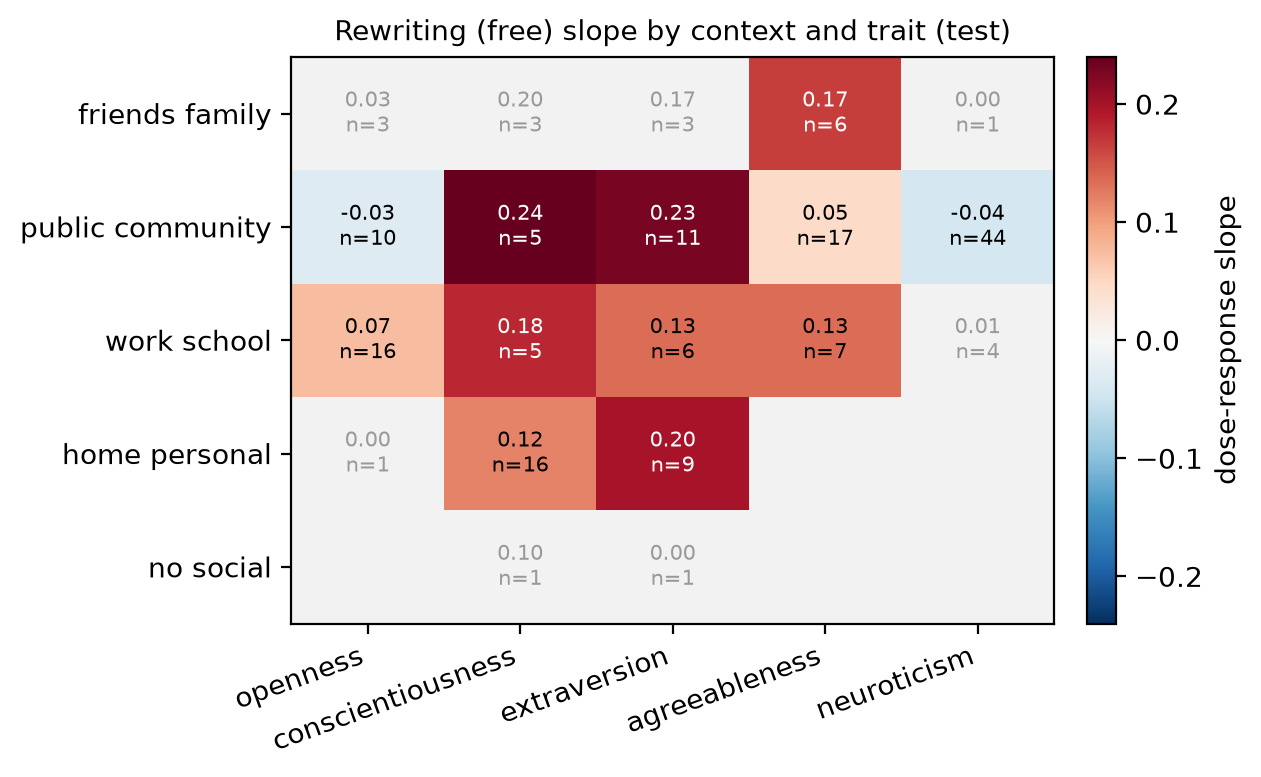 Rewriting (free) slope by context and trait (test)
friends family
0.03
n=3
0.20
n=3
0.17
n=3
0.17
n=6
0.00
n=1
public community
-0.03
n=10
0.24
n=5
0.23
n=11
0.05
n=17
-0.04
n=44
work school
0.07
n=16
0.18
n=5
0.13
n=6
0.13
n=7
0.01
n=4
home personal
0.00
n=1
0.12
n=16
0.20
n=9
no social
0.10
n=1
0.00
n=1
openness
conscientiousness
extraversion
agreeableness
neuroticism
0.2
0.1
0.0
−0.1
−0.2
dose-response slope